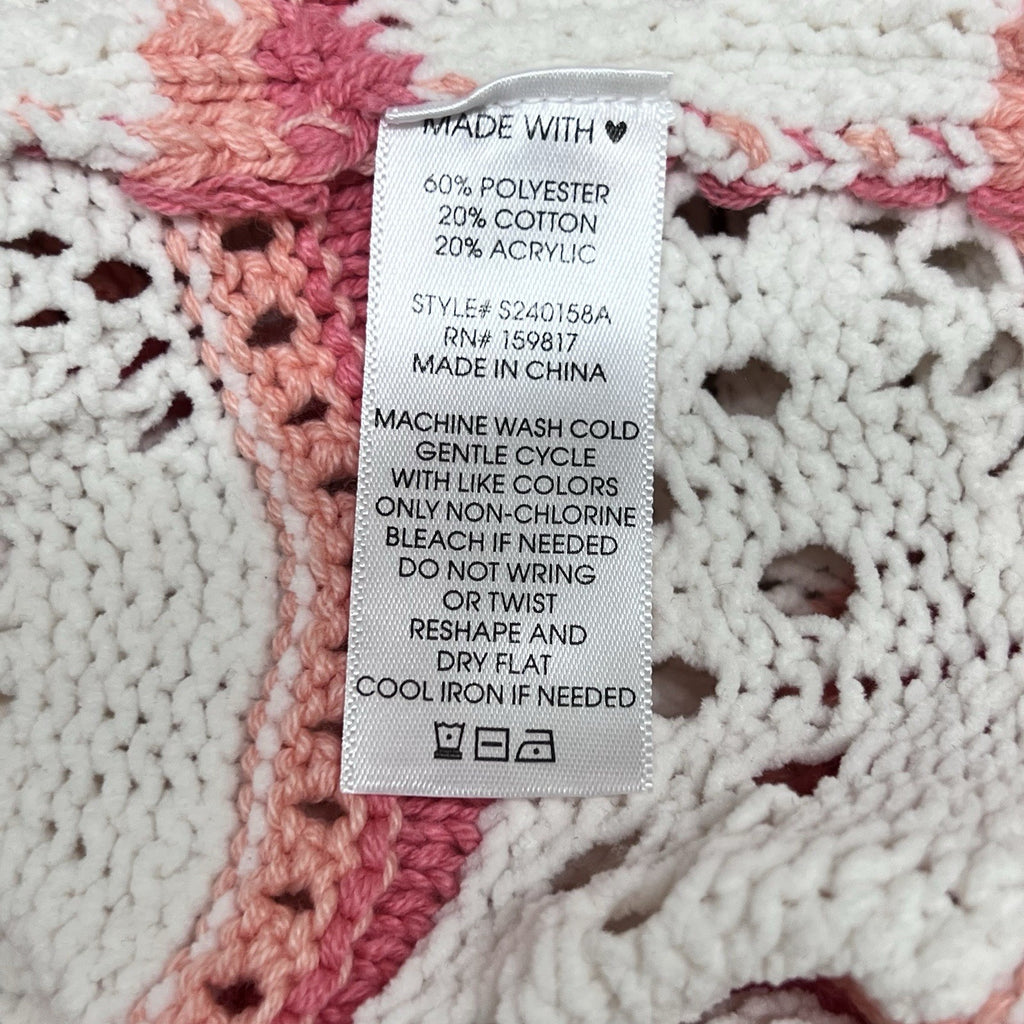 MADE WITH ♥
60% POLYESTER
20% COTTON
20% ACRYLIC
STYLE# S240158A
RN# 159817
MADE IN CHINA
MACHINE WASH COLD
GENTLE CYCLE
WITH LIKE COLORS
ONLY NON-CHLORINE
BLEACH IF NEEDED
DO NOT WRING
OR TWIST
RESHAPE AND
DRY FLAT
COOL IRON IF NEEDED